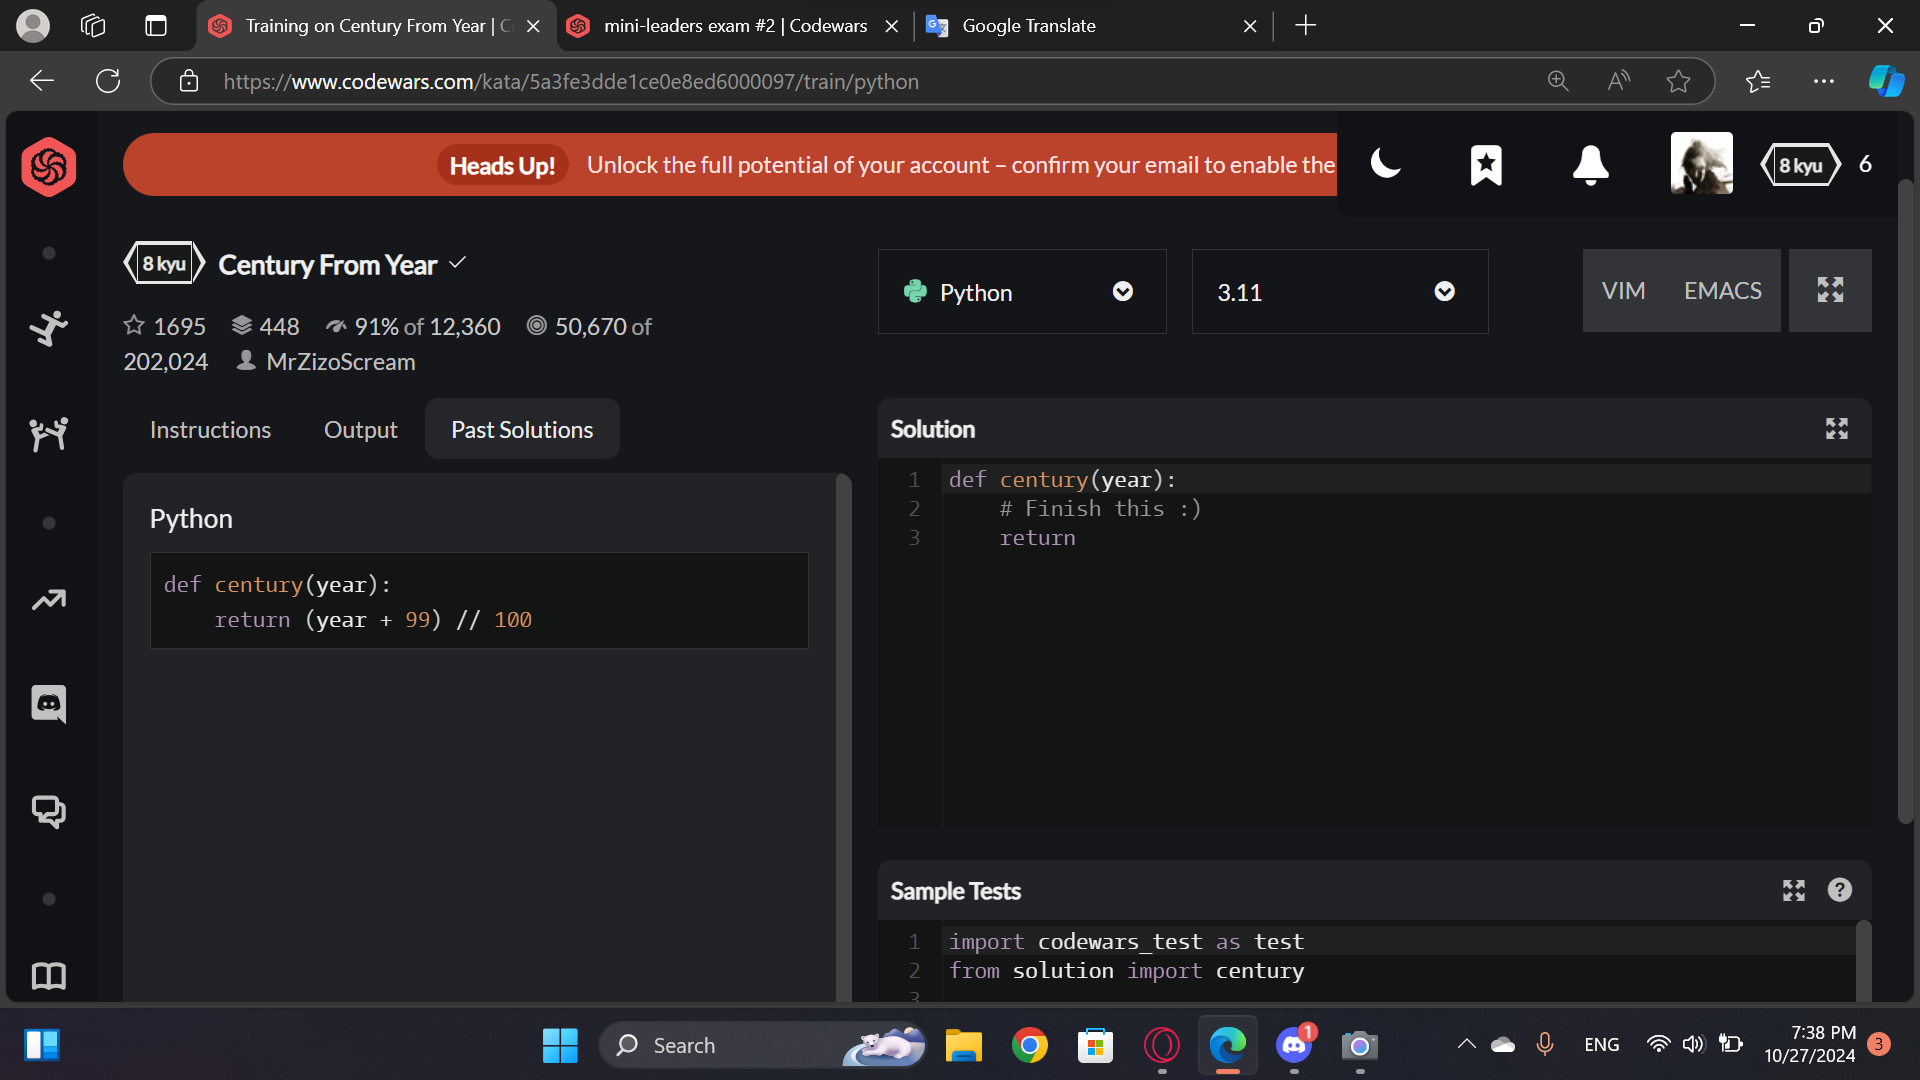 Training on Century From Year |
mini-leaders exam #2 | Codewars
Google Translate
https://www.codewars.com/kata/5a3fe3dde1ce0e8ed6000097/train/python
Heads Up! Unlock the full potential of your account – confirm your email to enable the
8 kyu 6
8 kyu Century From Year
1695 448 91% of 12,360 50,670 of
202,024 MrZizoScream
Python
3.11
VIM EMACS
Instructions Output Past Solutions
Python
def century(year):
    return (year + 99) // 100
Solution
1 def century(year):
2     # Finish this :)
3     return
Sample Tests
1 import codewars_test as test
2 from solution import century
3
Search
1
ENG
7:38 PM
10/27/2024
3